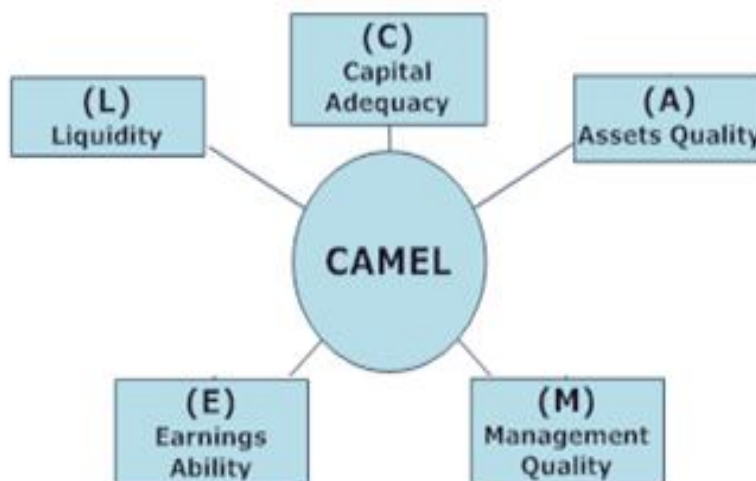 (C)
Capital
Adequacy
(L)
Liquidity
(A)
Assets Quality
CAMEL
(E)
Earnings
Ability
(M)
Management
Quality